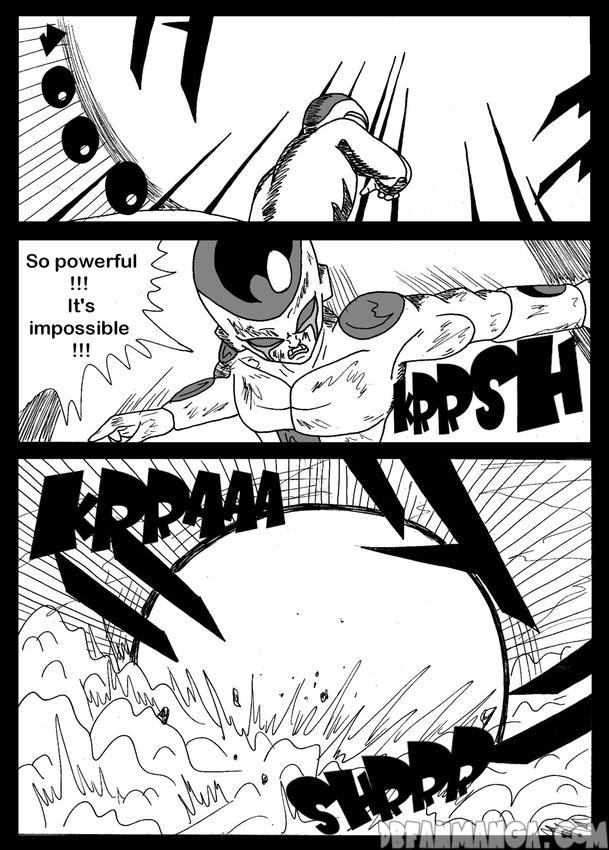 So powerful
!!!
It's
impossible
!!!
KRRSH
KRRAAA
SHRRR
DBFANMANGA.COM